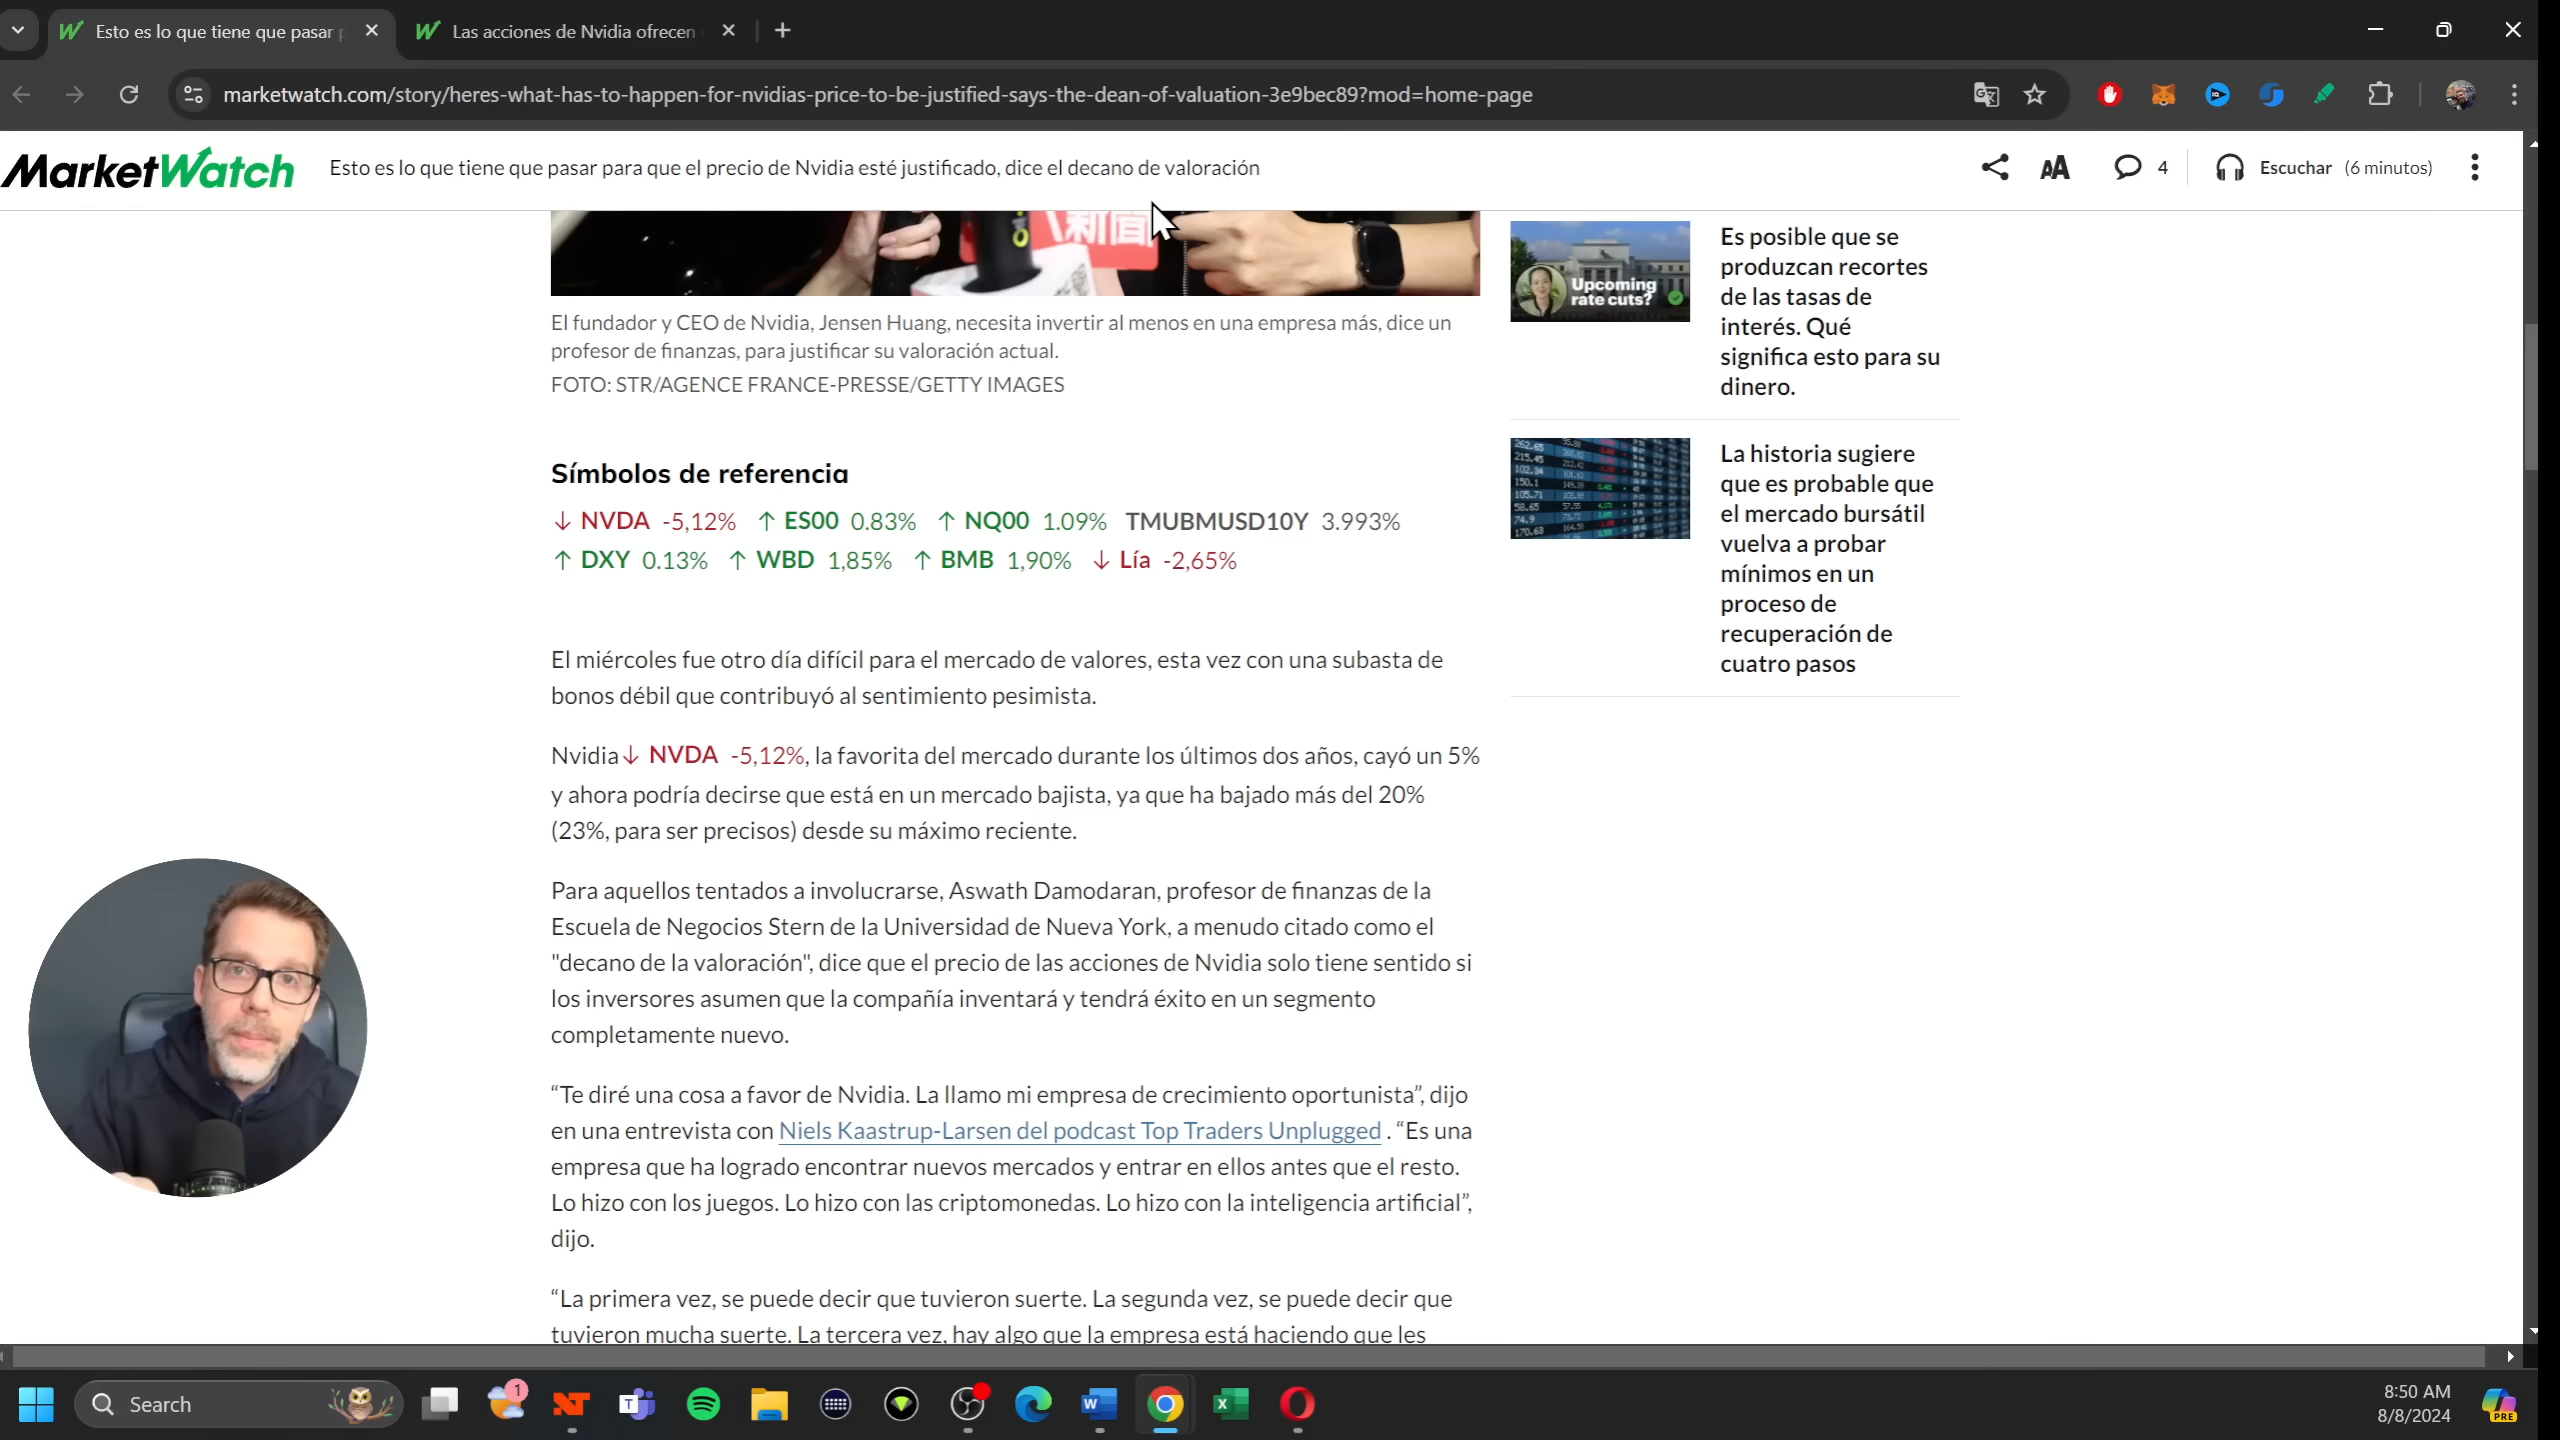 Esto es lo que tiene que pasar p
Las acciones de Nvidia ofrecen
marketwatch.com/story/heres-what-has-to-happen-for-nvidias-price-to-be-justified-says-the-dean-of-valuation-3e9bec89?mod=home-page
MarketWatch
Esto es lo que tiene que pasar para que el precio de Nvidia esté justificado, dice el decano de valoración
4
Escuchar (6 minutos)
新聞
El fundador y CEO de Nvidia, Jensen Huang, necesita invertir al menos en una empresa más, dice un
profesor de finanzas, para justificar su valoración actual.
FOTO: STR/AGENCE FRANCE-PRESSE/GETTY IMAGES
Símbolos de referencia
↓ NVDA -5,12% ↑ ES00 0.83% ↑ NQ00 1.09% TMUBMUSD10Y 3.993%
↑ DXY 0.13% ↑ WBD 1,85% ↑ BMB 1,90% ↓ Lía -2,65%
El miércoles fue otro día difícil para el mercado de valores, esta vez con una subasta de
bonos débil que contribuyó al sentimiento pesimista.
Nvidia↓ NVDA -5,12%, la favorita del mercado durante los últimos dos años, cayó un 5%
y ahora podría decirse que está en un mercado bajista, ya que ha bajado más del 20%
(23%, para ser precisos) desde su máximo reciente.
Para aquellos tentados a involucrarse, Aswath Damodaran, profesor de finanzas de la
Escuela de Negocios Stern de la Universidad de Nueva York, a menudo citado como el
"decano de la valoración", dice que el precio de las acciones de Nvidia solo tiene sentido si
los inversores asumen que la compañía inventará y tendrá éxito en un segmento
completamente nuevo.
“Te diré una cosa a favor de Nvidia. La llamo mi empresa de crecimiento oportunista”, dijo
en una entrevista con Niels Kaastrup-Larsen del podcast Top Traders Unplugged . “Es una
empresa que ha logrado encontrar nuevos mercados y entrar en ellos antes que el resto.
Lo hizo con los juegos. Lo hizo con las criptomonedas. Lo hizo con la inteligencia artificial”,
dijo.
“La primera vez, se puede decir que tuvieron suerte. La segunda vez, se puede decir que
tuvieron mucha suerte. La tercera vez, hay algo que la empresa está haciendo que les
Upcoming
rate cuts?
Es posible que se
produzcan recortes
de las tasas de
interés. Qué
significa esto para su
dinero.
La historia sugiere
que es probable que
el mercado bursátil
vuelva a probar
mínimos en un
proceso de
recuperación de
cuatro pasos
Search
1
8:50 AM
8/8/2024
PRE